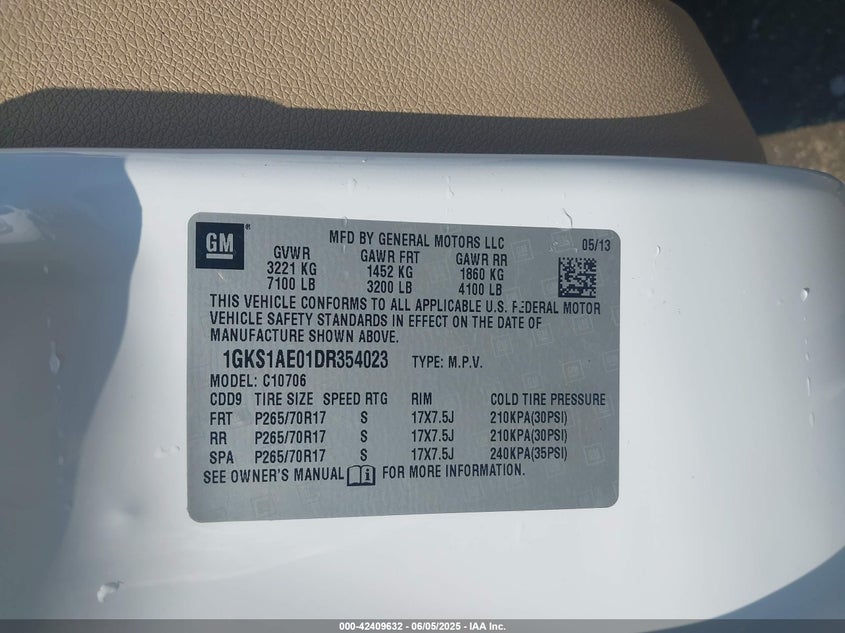 GM ®
MFD BY GENERAL MOTORS LLC 05/13
GVWR GAWR FRT GAWR RR
3221 KG 1452 KG 1860 KG
7100 LB 3200 LB 4100 LB
THIS VEHICLE CONFORMS TO ALL APPLICABLE U.S. FEDERAL MOTOR
VEHICLE SAFETY STANDARDS IN EFFECT ON THE DATE OF
MANUFACTURE SHOWN ABOVE.
1GKS1AE01DR354023 TYPE: M.P.V.
MODEL: C10706
CDD9 TIRE SIZE SPEED RTG RIM COLD TIRE PRESSURE
FRT P265/70R17 S 17X7.5J 210KPA(30PSI)
RR P265/70R17 S 17X7.5J 210KPA(30PSI)
SPA P265/70R17 S 17X7.5J 240KPA(35PSI)
SEE OWNER'S MANUAL FOR MORE INFORMATION.
000-42409632 - 06/05/2025 - IAA Inc.